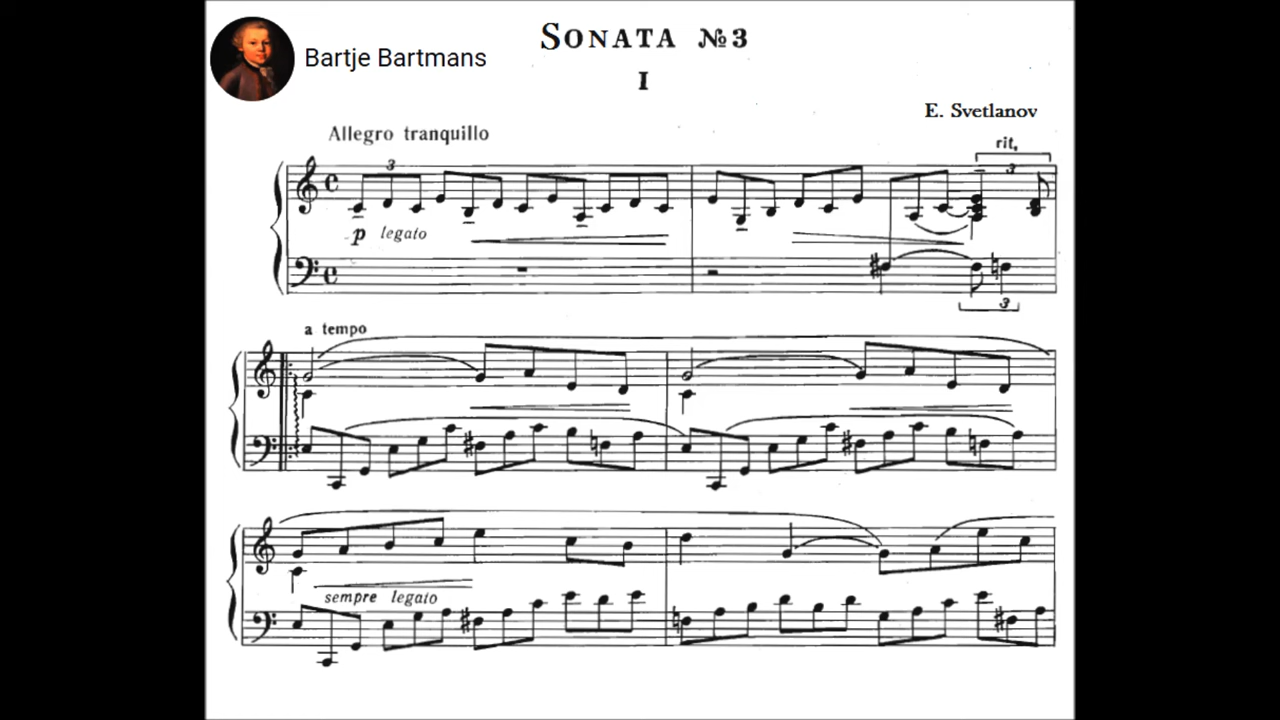 Bartje Bartmans
SONATA №3
I
E. Svetlanov
Allegro tranquillo
rit.
3
3
p legato
3
a tempo
sempre legato